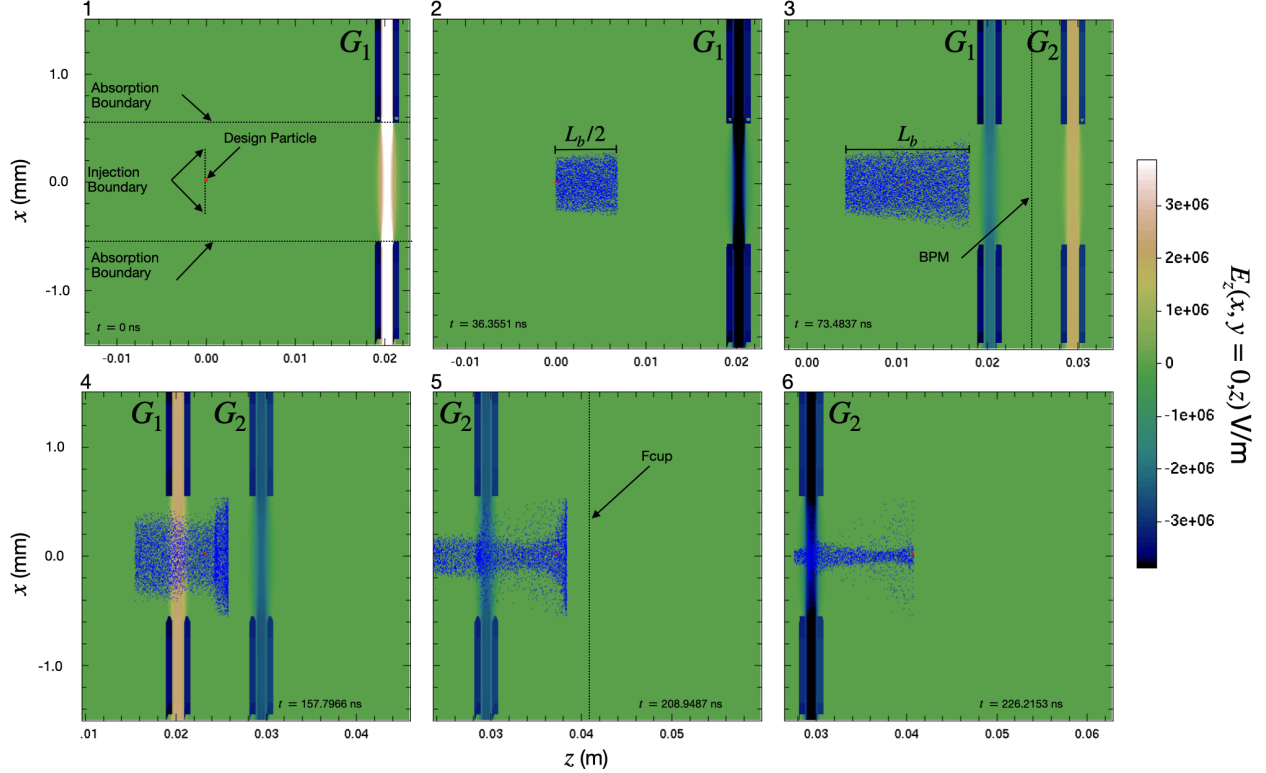 1
G₁
Absorption
Boundary
Design Particle
Injection
Boundary
Absorption
Boundary
t = 0 ns
x (mm)
1.0
0.0
-1.0
-0.01
0.00
0.01
0.02
2
G₁
L_b/2
t = 36.3551 ns
-0.01
0.00
0.01
0.02
3
G₁
G₂
L_b
BPM
t = 73.4837 ns
0.00
0.01
0.02
0.03
4
G₁
G₂
t = 157.7966 ns
x (mm)
1.0
0.0
-1.0
.01
0.02
0.03
0.04
5
G₂
Fcup
t = 208.9487 ns
0.03
0.04
0.05
z (m)
6
G₂
t = 226.2153 ns
0.03
0.04
0.05
0.06
3e+06
2e+06
1e+06
0
-1e+06
-2e+06
-3e+06
E_z(x, y = 0,z) V/m